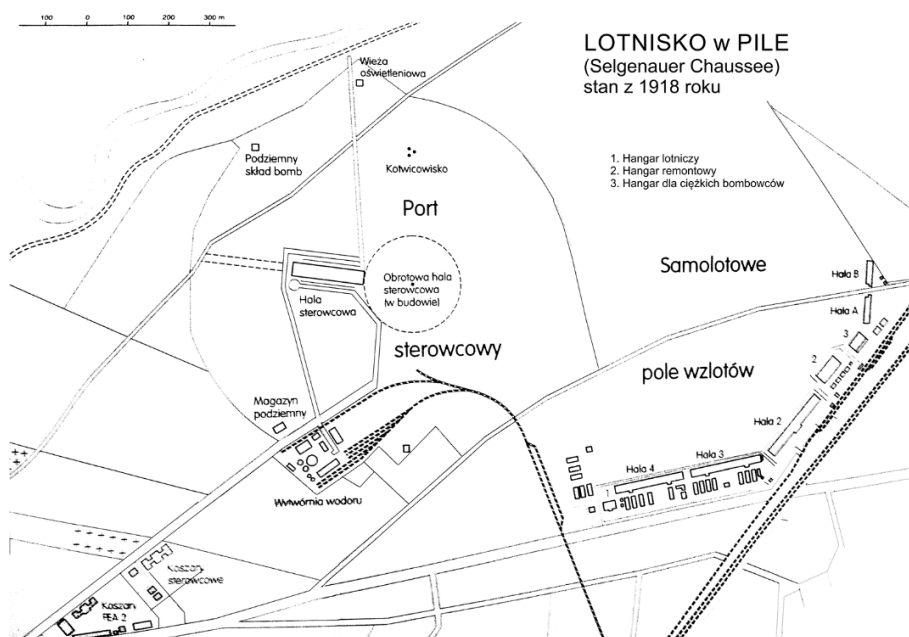 100 0 100 200 300 m
LOTNISKO w PILE
(Selgenauer Chaussee)
stan z 1918 roku
1. Hangar lotniczy
2. Hangar remontowy
3. Hangar dla ciężkich bombowców
Wieża
oświetleniowa
Podziemny
skład bomb
Kotwicowisko
Port
Obrotowa hala
sterowcowa
(w budowie)
Hala
sterowcowa
Samolotowe
Hala B
Hala A
3
sterowcowy
pole wzlotów
2
Magazyn
podziemny
Hala 2
Hala 3
Hala 4
1
Wytwórnia wodoru
Koszary
sterowcowe
Koszary
FEA 2